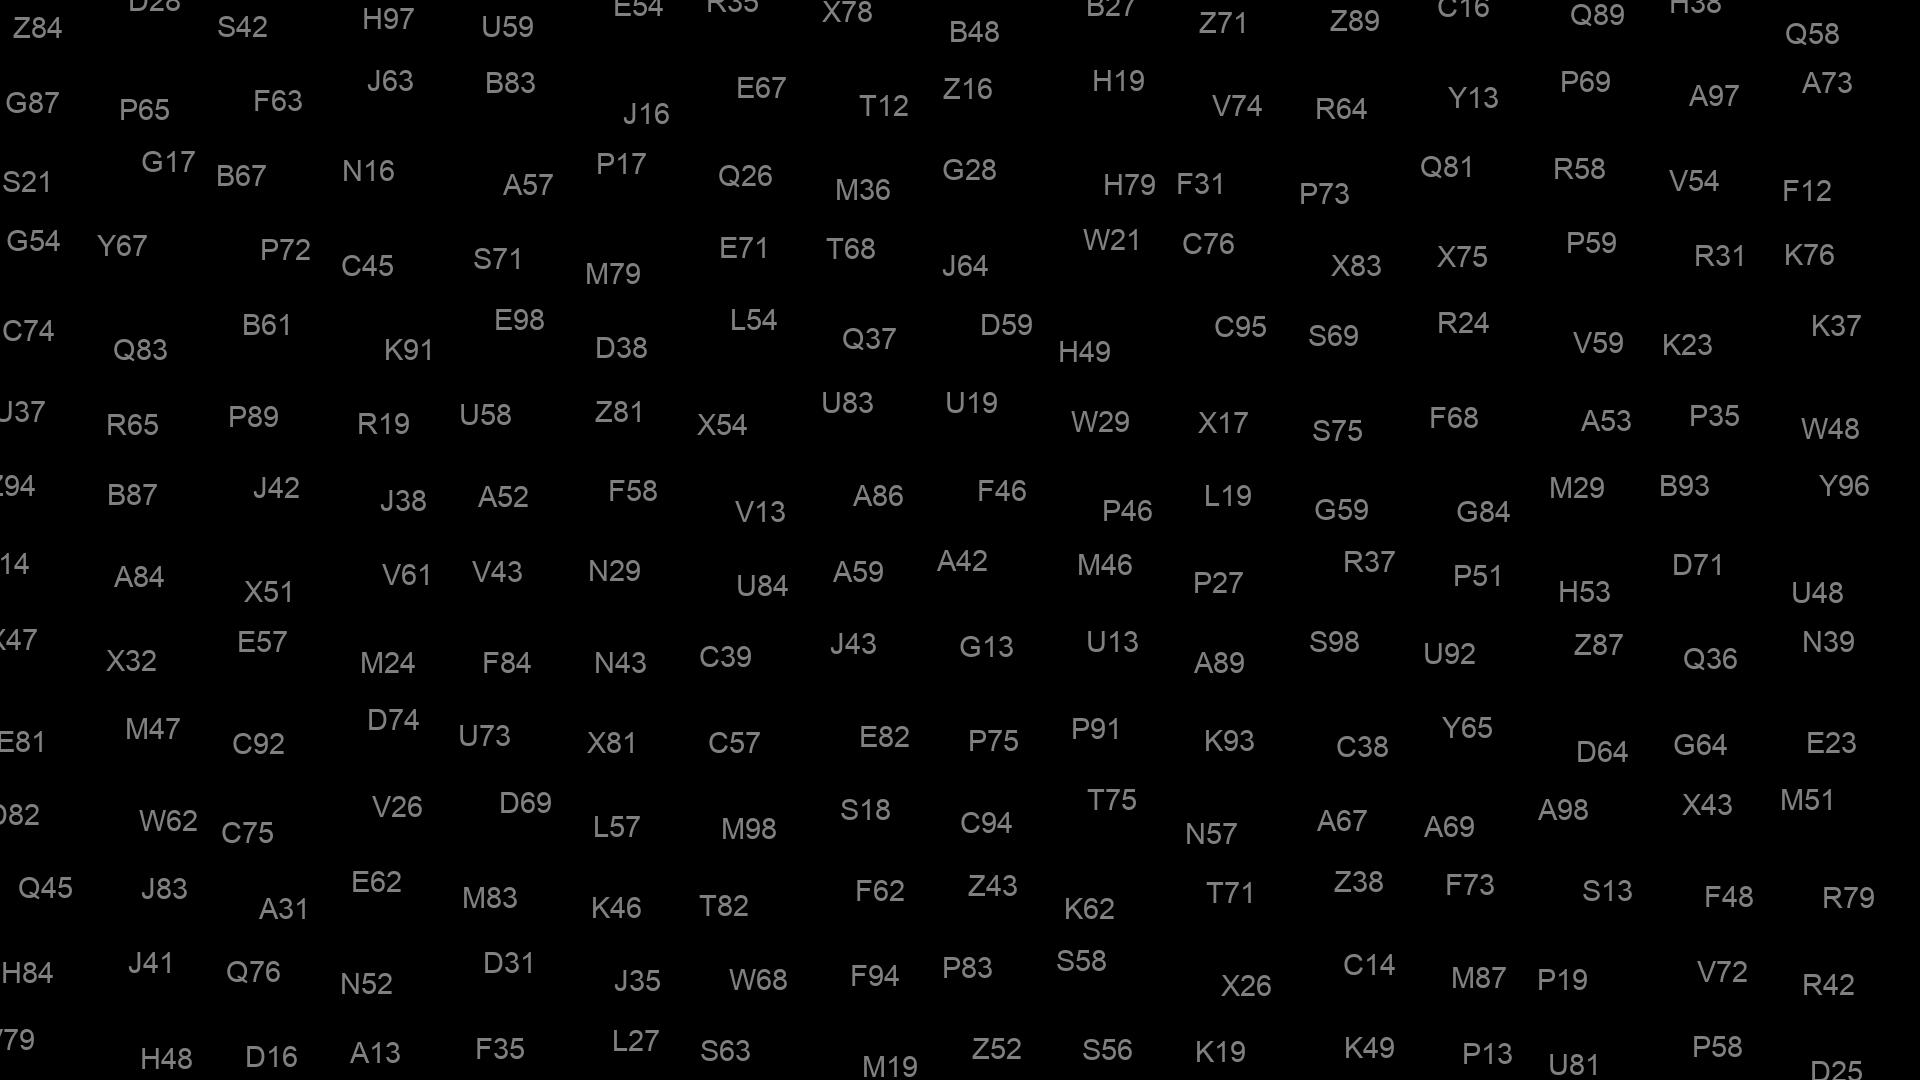 Z84 D28 S42 H97 U59 E54 R35 X78 B48 B27 Z71 Z89 C16 Q89 H38 Q58
G87 P65 F63 J63 B83 J16 E67 T12 Z16 H19 V74 R64 Y13 P69 A97 A73
S21 G17 B67 N16 A57 P17 Q26 M36 G28 H79 F31 P73 Q81 R58 V54 F12
G54 Y67 P72 C45 S71 M79 E71 T68 J64 W21 C76 X83 X75 P59 R31 K76
C74 Q83 B61 K91 E98 D38 L54 Q37 D59 H49 C95 S69 R24 V59 K23 K37
U37 R65 P89 R19 U58 Z81 X54 U83 U19 W29 X17 S75 F68 A53 P35 W48
Z94 B87 J42 J38 A52 F58 V13 A86 F46 P46 L19 G59 G84 M29 B93 Y96
14 A84 X51 V61 V43 N29 U84 A59 A42 M46 P27 R37 P51 H53 D71 U48
X32 E57 M24 F84 N43 C39 J43 G13 U13 A89 S98 U92 Z87 Q36 N39
E81 M47 C92 D74 U73 X81 C57 E82 P75 P91 K93 C38 Y65 D64 G64 E23
W62 C75 V26 D69 L57 M98 S18 C94 T75 N57 A67 A69 A98 X43 M51
Q45 J83 A31 E62 M83 K46 T82 F62 Z43 K62 T71 Z38 F73 S13 F48 R79
H84 J41 Q76 N52 D31 J35 W68 F94 P83 S58 X26 C14 M87 P19 V72 R42
H48 D16 A13 F35 L27 S63 M19 Z52 S56 K19 K49 P13 U81 P58 D25